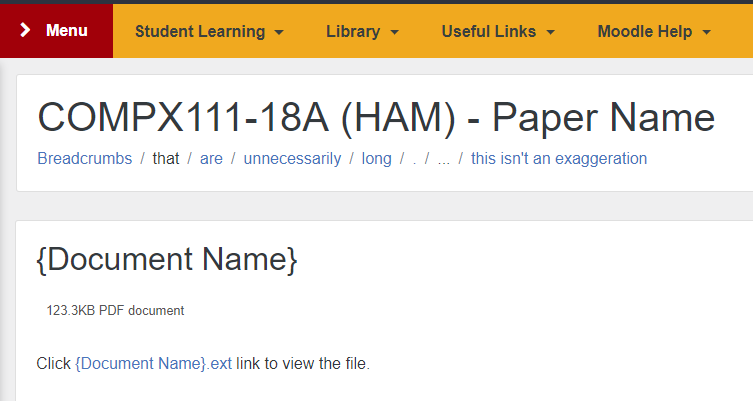 Menu Student Learning Library Useful Links Moodle Help
COMPX111-18A (HAM) - Paper Name
Breadcrumbs / that / are / unnecessarily / long / . / ... / this isn't an exaggeration
{Document Name}
123.3KB PDF document
Click {Document Name}.ext link to view the file.